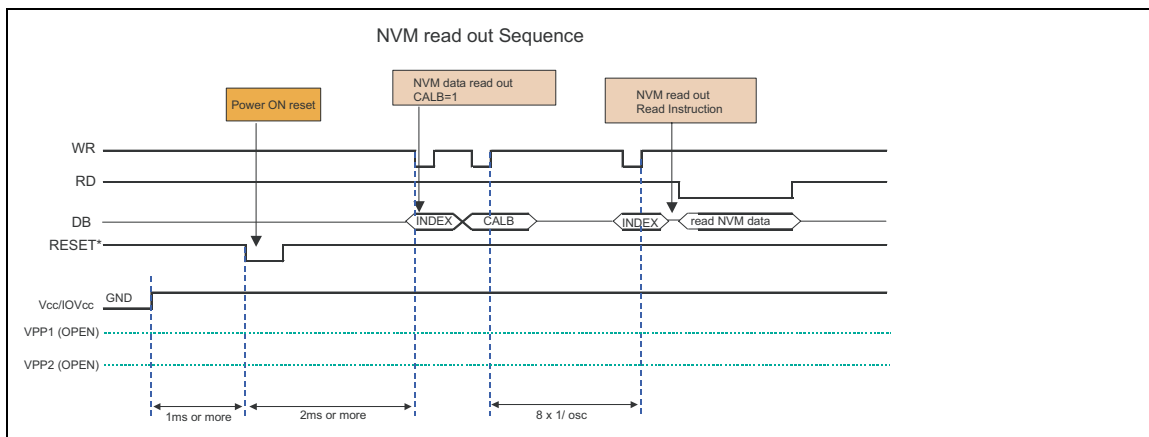 NVM read out Sequence
NVM data read out
CALB=1
NVM read out
Read Instruction
Power ON reset
WR
RD
DB
INDEX
CALB
INDEX
read NVM data
RESET*
Vcc/IOVcc
GND
VPP1 (OPEN)
VPP2 (OPEN)
1ms or more
2ms or more
8 x 1/ osc